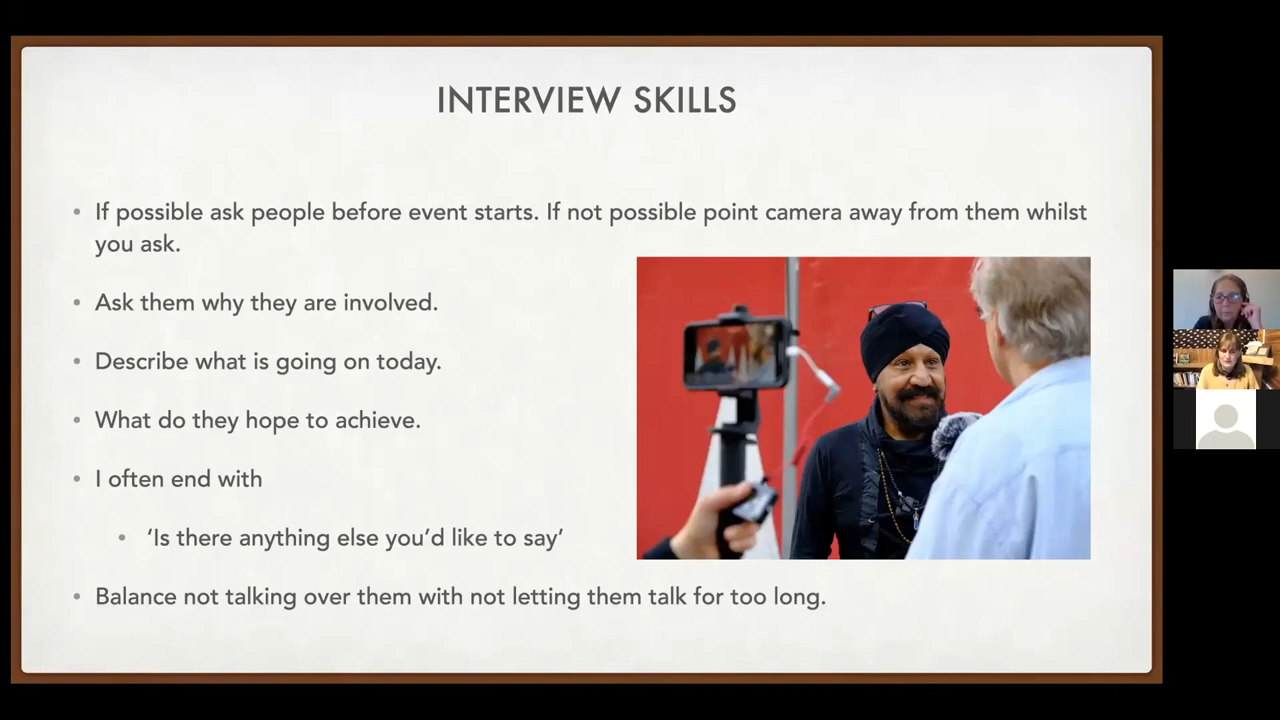 INTERVIEW SKILLS
• If possible ask people before event starts. If not possible point camera away from them whilst
you ask.
• Ask them why they are involved.
• Describe what is going on today.
• What do they hope to achieve.
• I often end with
• ‘Is there anything else you’d like to say’
• Balance not talking over them with not letting them talk for too long.